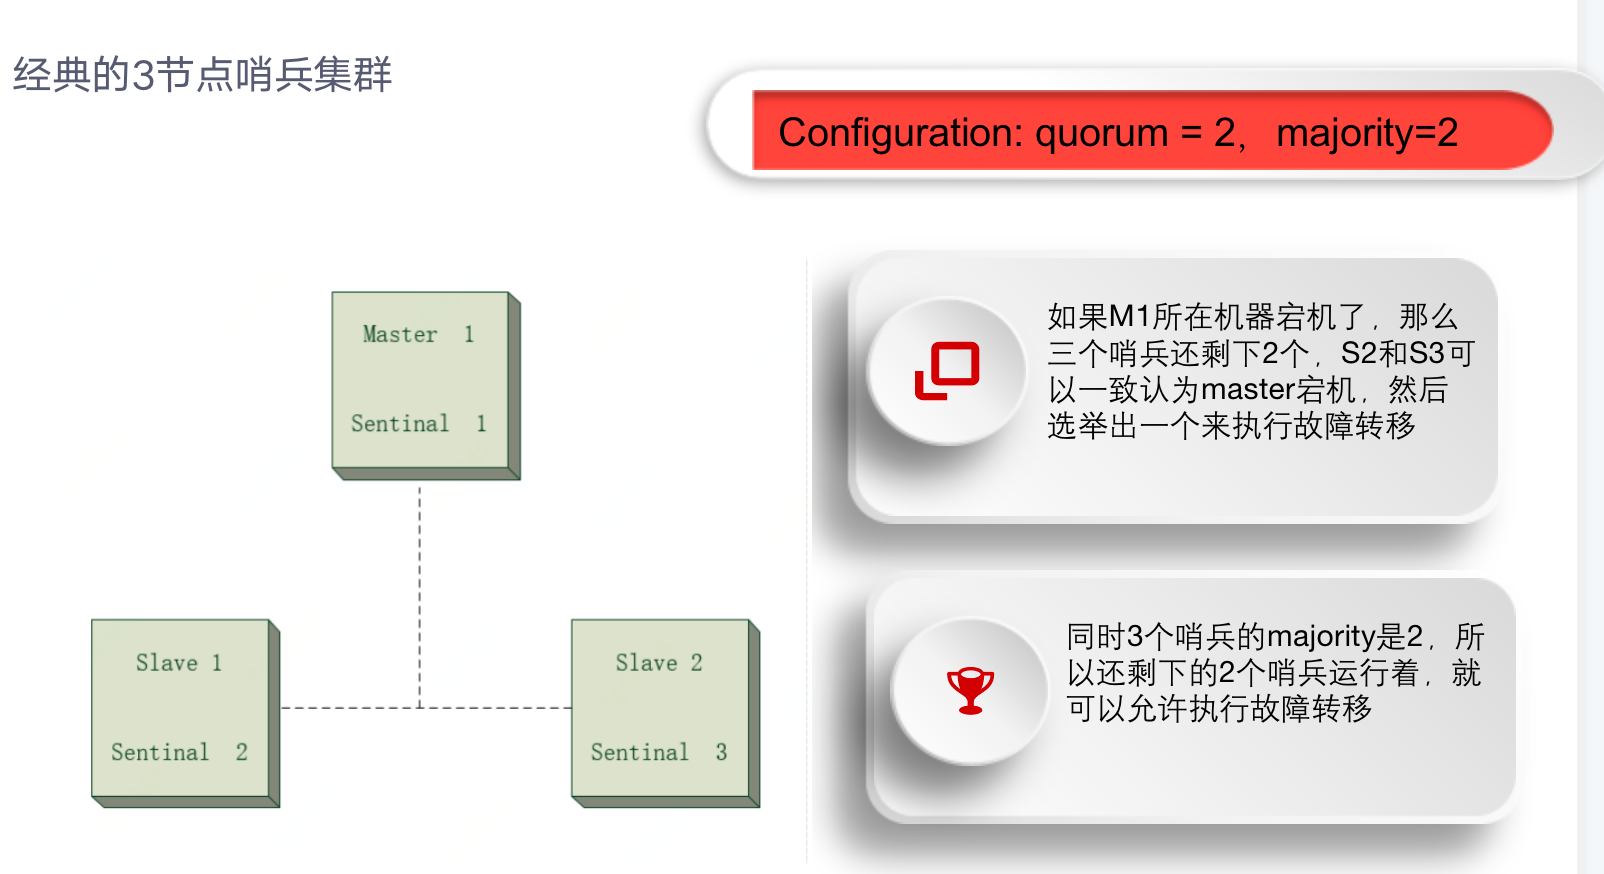 经典的3节点哨兵集群
Configuration: quorum = 2，majority=2
Master 1
Sentinal 1
Slave 1
Sentinal 2
Slave 2
Sentinal 3
如果M1所在机器宕机了，那么
三个哨兵还剩下2个，S2和S3可
以一致认为master宕机，然后
选举出一个来执行故障转移
同时3个哨兵的majority是2，所
以还剩下的2个哨兵运行着，就
可以允许执行故障转移